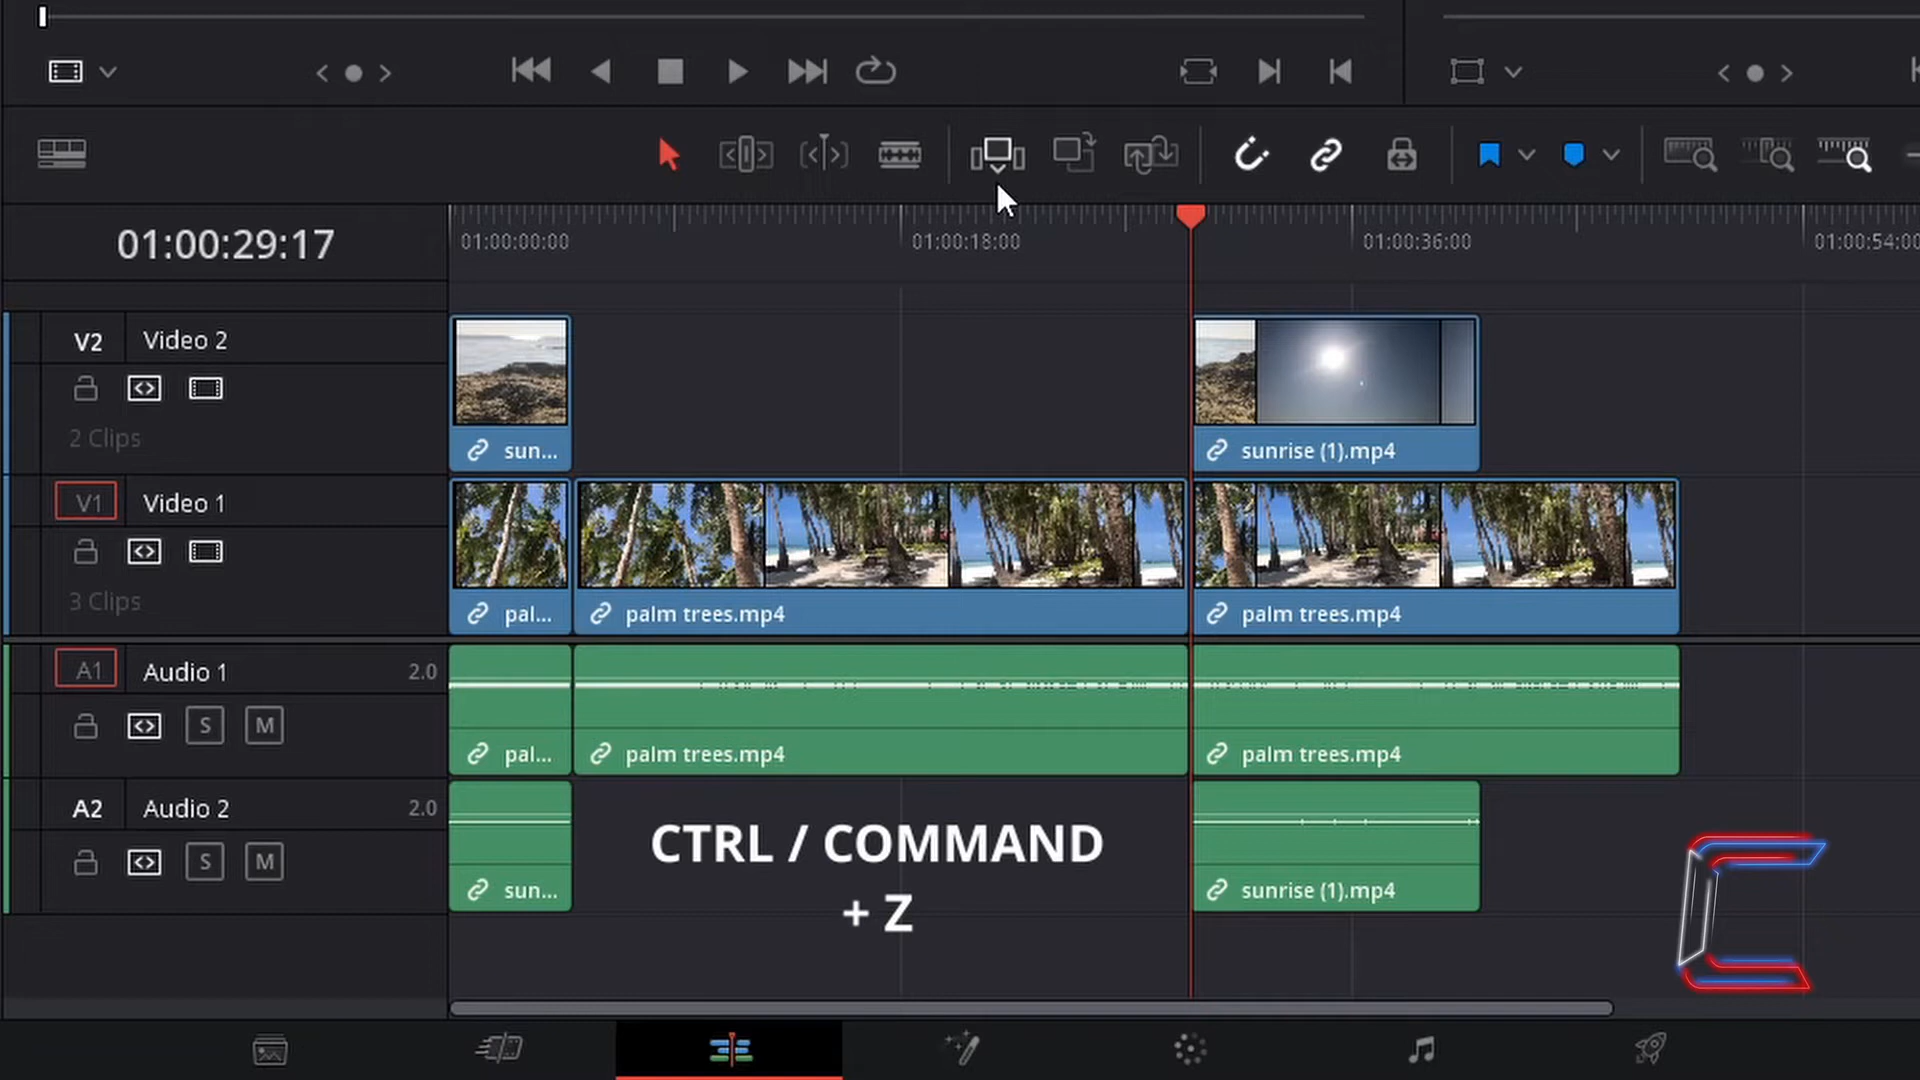 01:00:29:17
01:00:00:00
01:00:18:00
01:00:36:00
01:00:54:00
V2 Video 2
2 Clips
sun...
sunrise (1).mp4
V1 Video 1
3 Clips
pal...
palm trees.mp4
palm trees.mp4
A1 Audio 1 2.0
S M
pal...
palm trees.mp4
palm trees.mp4
A2 Audio 2 2.0
S M
sun...
sunrise (1).mp4
CTRL / COMMAND
+ Z